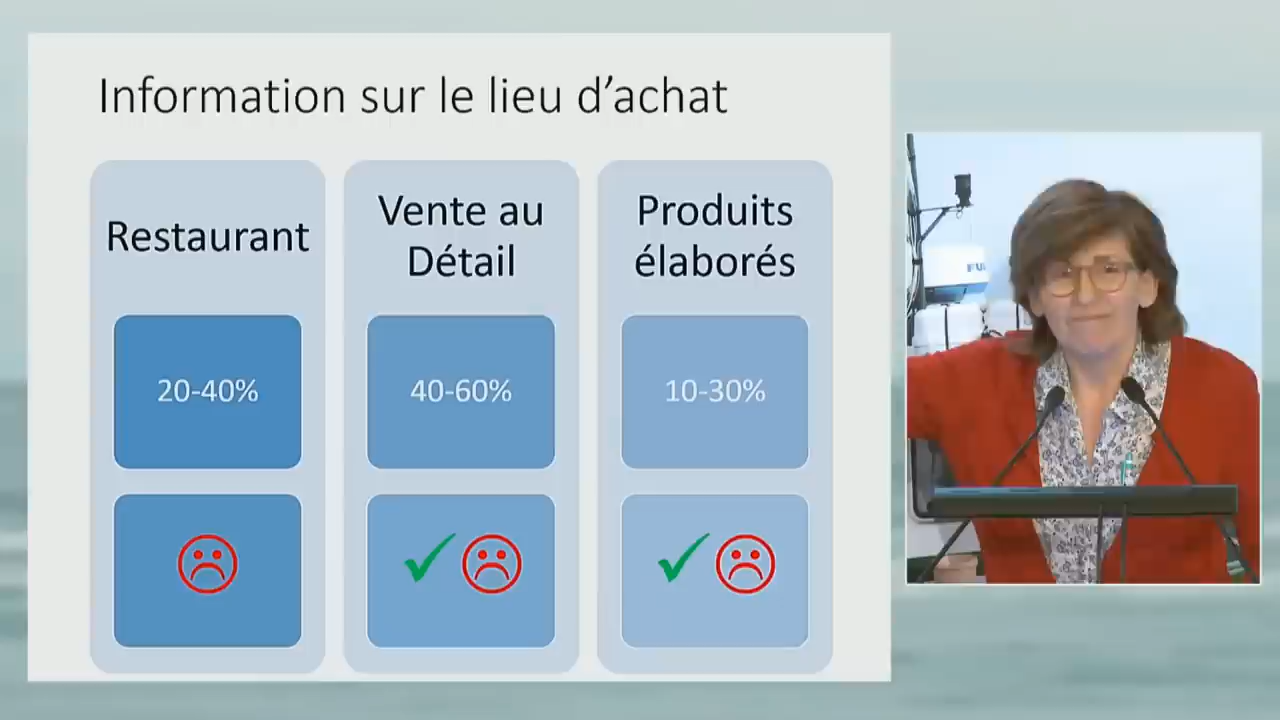 Information sur le lieu d'achat
Restaurant
20-40%
Vente au
Détail
40-60%
Produits
élaborés
10-30%